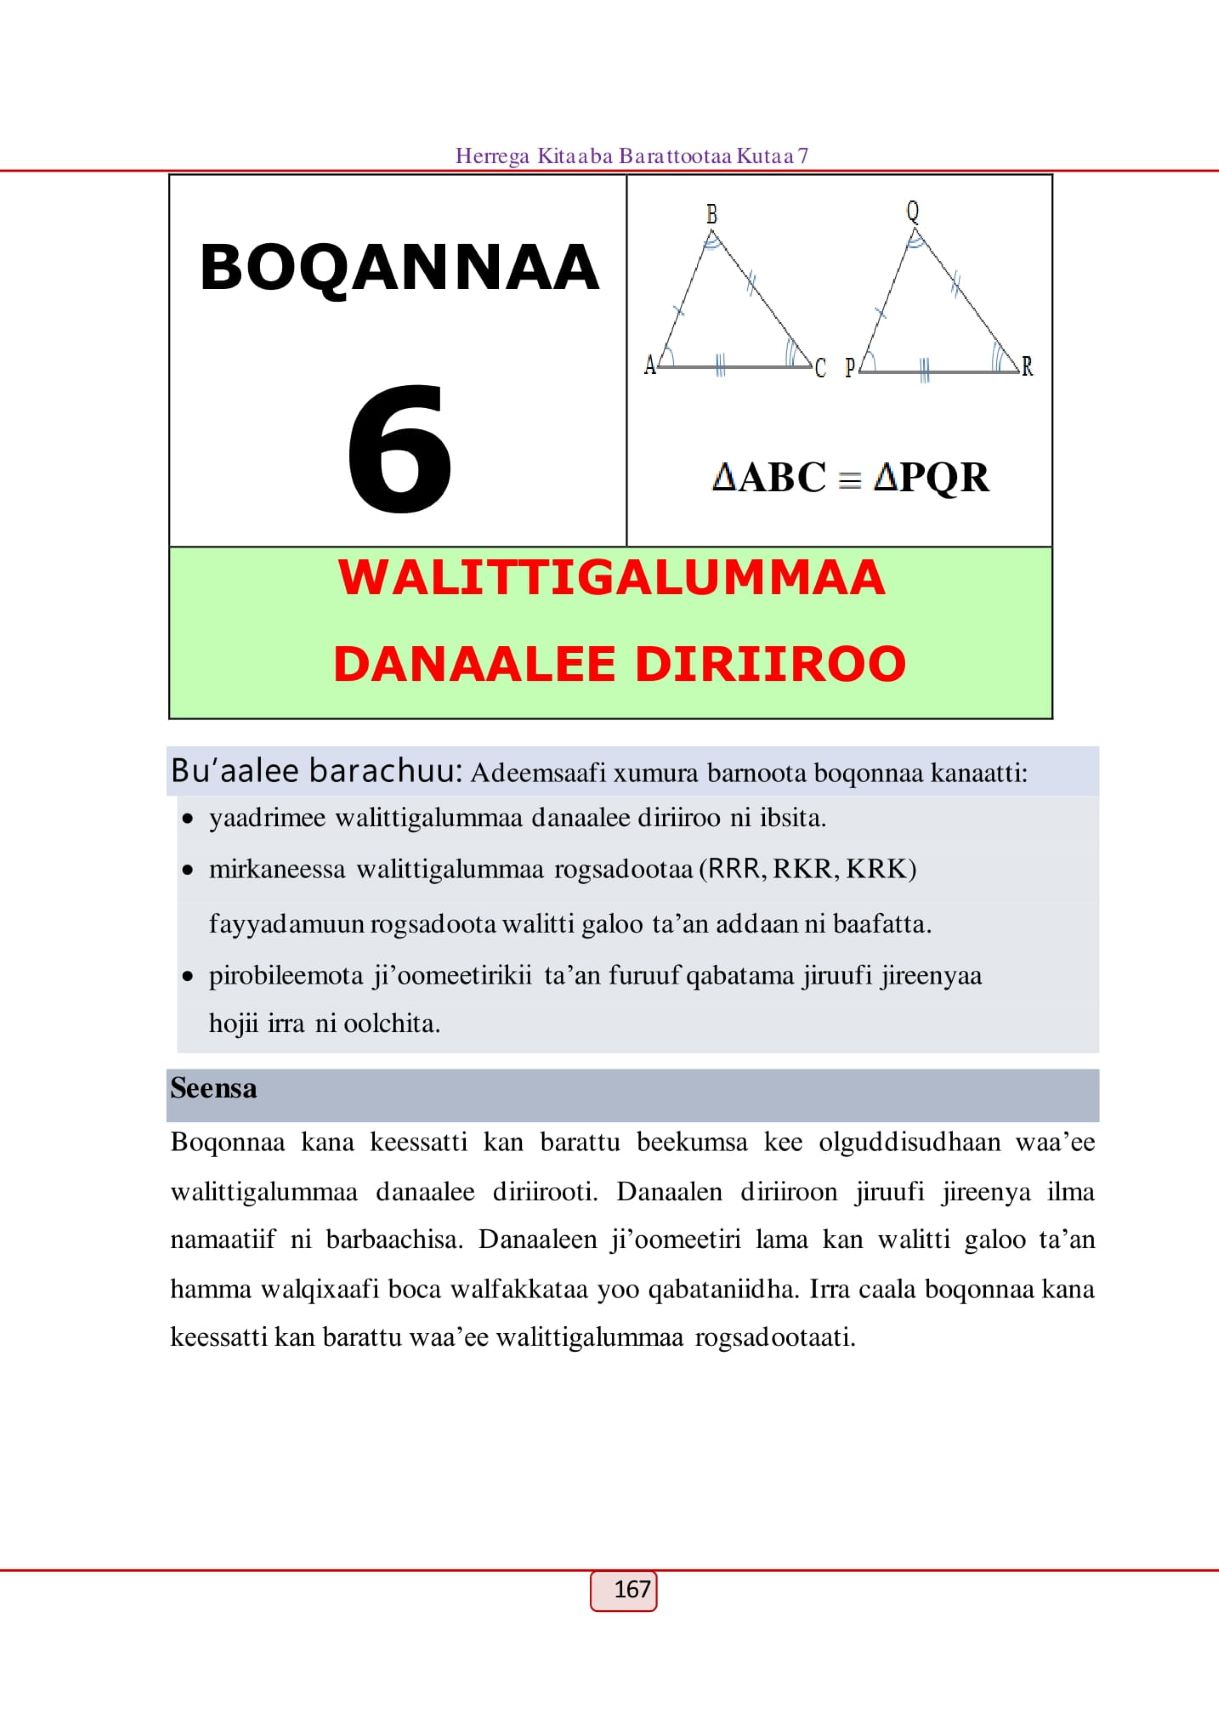 Herrega Kitaaba Barattootaa Kutaa 7
BOQANNAA
6
B
Q
A
C
P
R
ΔABC ≡ ΔPQR
WALITTIGALUMMAA
DANAALEE DIRIIROO
Bu’aalee barachuu: Adeemsaafi xumura barnoota boqonnaa kanaatti:
• yaadrimee walittigalummaa danaalee diriiroo ni ibsita.
• mirkaneessa walittigalummaa rogsadootaa (RRR, RKR, KRK)
fayyadamuun rogsadoota walitti galoo ta’an addaan ni baafatta.
• pirobileemota ji’oomeetirikii ta’an furuuf qabatama jiruufi jireenyaa
hojii irra ni oolchita.
Seensa
Boqonnaa kana keessatti kan barattu beekumsa kee olguddisudhaan waa’ee
walittigalummaa danaalee diriirooti. Danaalen diriiroon jiruufi jireenya ilma
namaatiif ni barbaachisa. Danaaleen ji’oomeetiri lama kan walitti galoo ta’an
hamma walqixaafi boca walfakkataa yoo qabataniidha. Irra caala boqonnaa kana
keessatti kan barattu waa’ee walittigalummaa rogsadootaati.
167